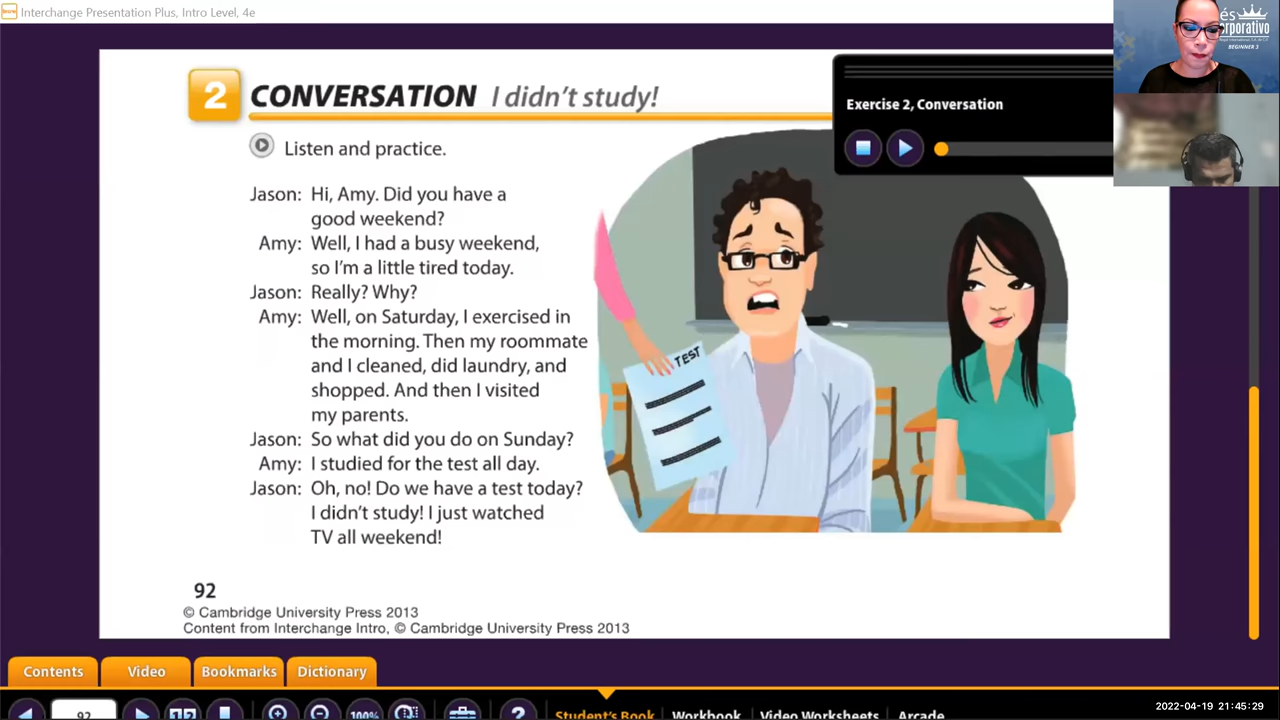 Interchange Presentation Plus, Intro Level, 4e
és
rporativo
BEGINNER 3
2 CONVERSATION I didn't study!
Exercise 2, Conversation
Listen and practice.
Jason: Hi, Amy. Did you have a
good weekend?
Amy: Well, I had a busy weekend,
so I'm a little tired today.
Jason: Really? Why?
Amy: Well, on Saturday, I exercised in
the morning. Then my roommate
and I cleaned, did laundry, and
shopped. And then I visited
my parents.
Jason: So what did you do on Sunday?
Amy: I studied for the test all day.
Jason: Oh, no! Do we have a test today?
I didn't study! I just watched
TV all weekend!
TEST
92
© Cambridge University Press 2013
Content from Interchange Intro, © Cambridge University Press 2013
Contents Video Bookmarks Dictionary
92 100% ? Student's Book Workbook Video Worksheets Arcade
2022-04-19 21:45:29